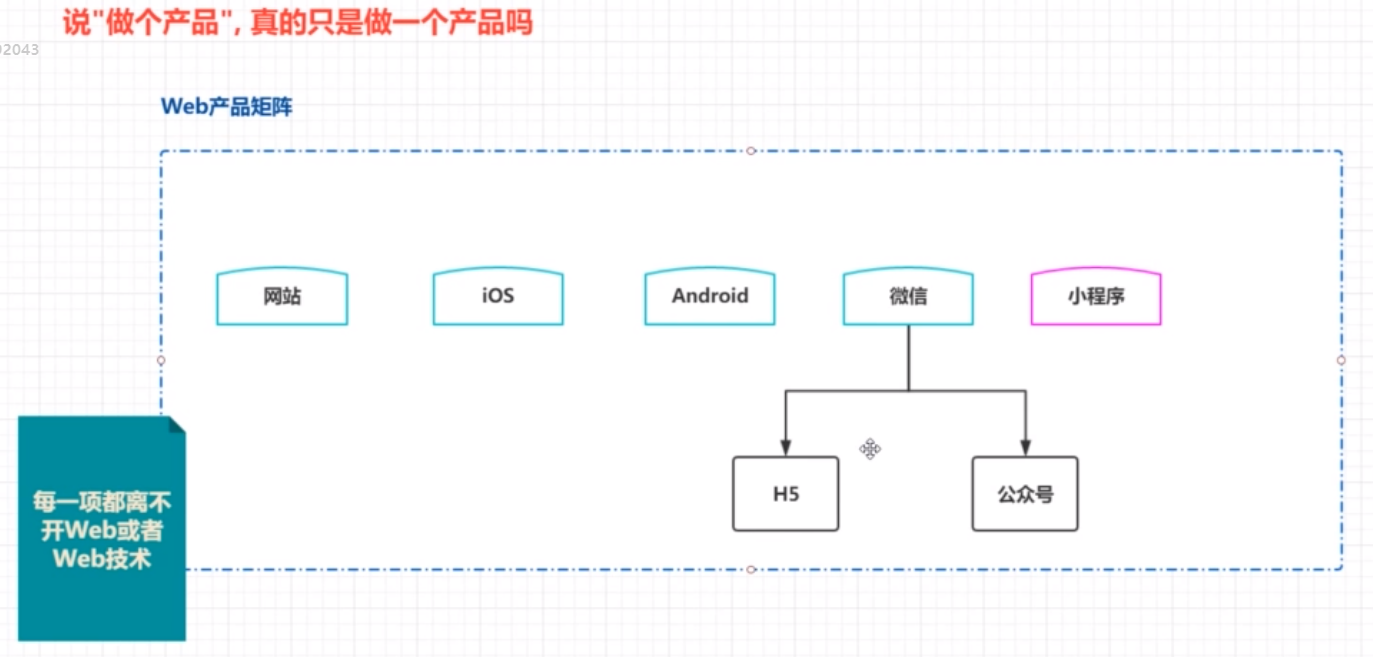 说"做个产品", 真的只是做一个产品吗
02043
Web产品矩阵
网站
iOS
Android
微信
小程序
H5
公众号
每一项都离不
开Web或者
Web技术